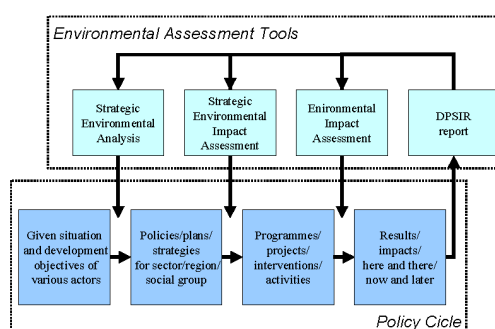 Environmental Assessment Tools
Strategic
Environmental
Analysis
Strategic
Environmental
Impact
Assessment
Enironmental
Impact
Assessment
DPSIR
report
Given situation
and development
objectives of
various actors
Policies/plans/
strategies
for sector/region/
social group
Programmes/
projects/
interventions/
activities
Results/
impacts/
here and there/
now and later
Policy Cicle